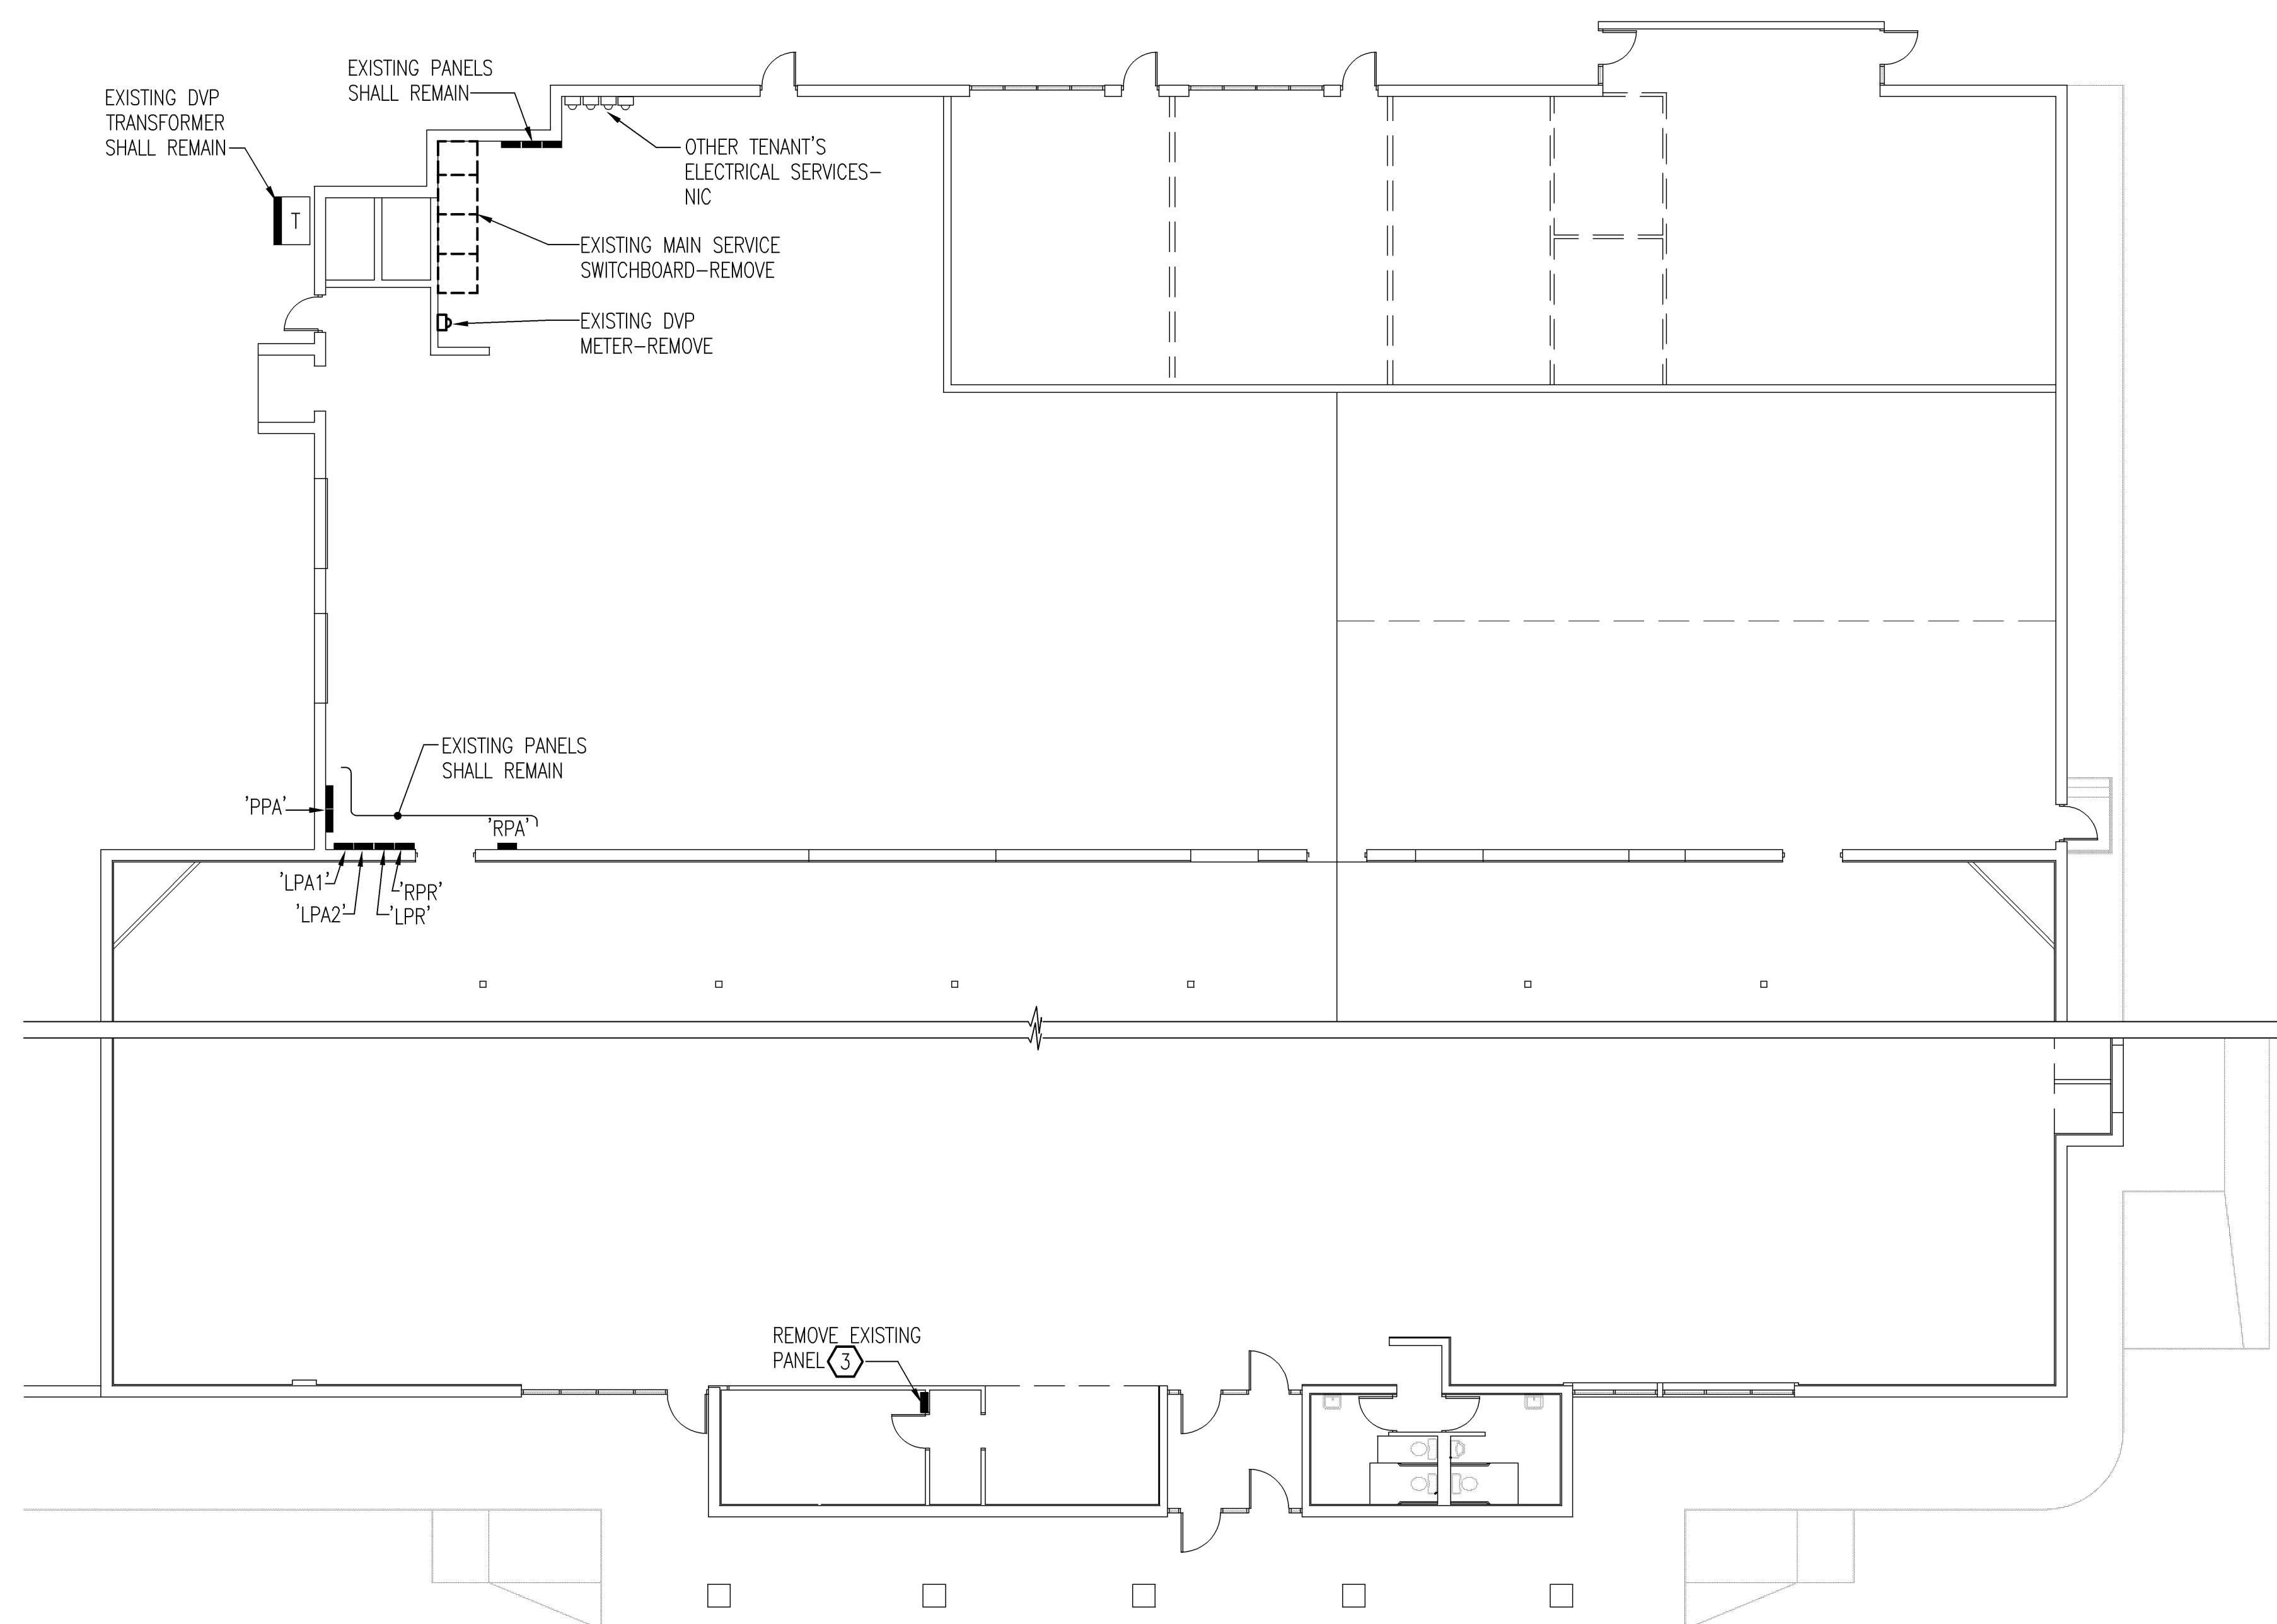 EXISTING PANELS
SHALL REMAIN
EXISTING DVP
TRANSFORMER
SHALL REMAIN
T
OTHER TENANT'S
ELECTRICAL SERVICES-
NIC
EXISTING MAIN SERVICE
SWITCHBOARD-REMOVE
EXISTING DVP
METER-REMOVE
EXISTING PANELS
SHALL REMAIN
'PPA'
'RPA'
'LPA1'
'RPR'
'LPA2'
'LPR'
REMOVE EXISTING
PANEL 3